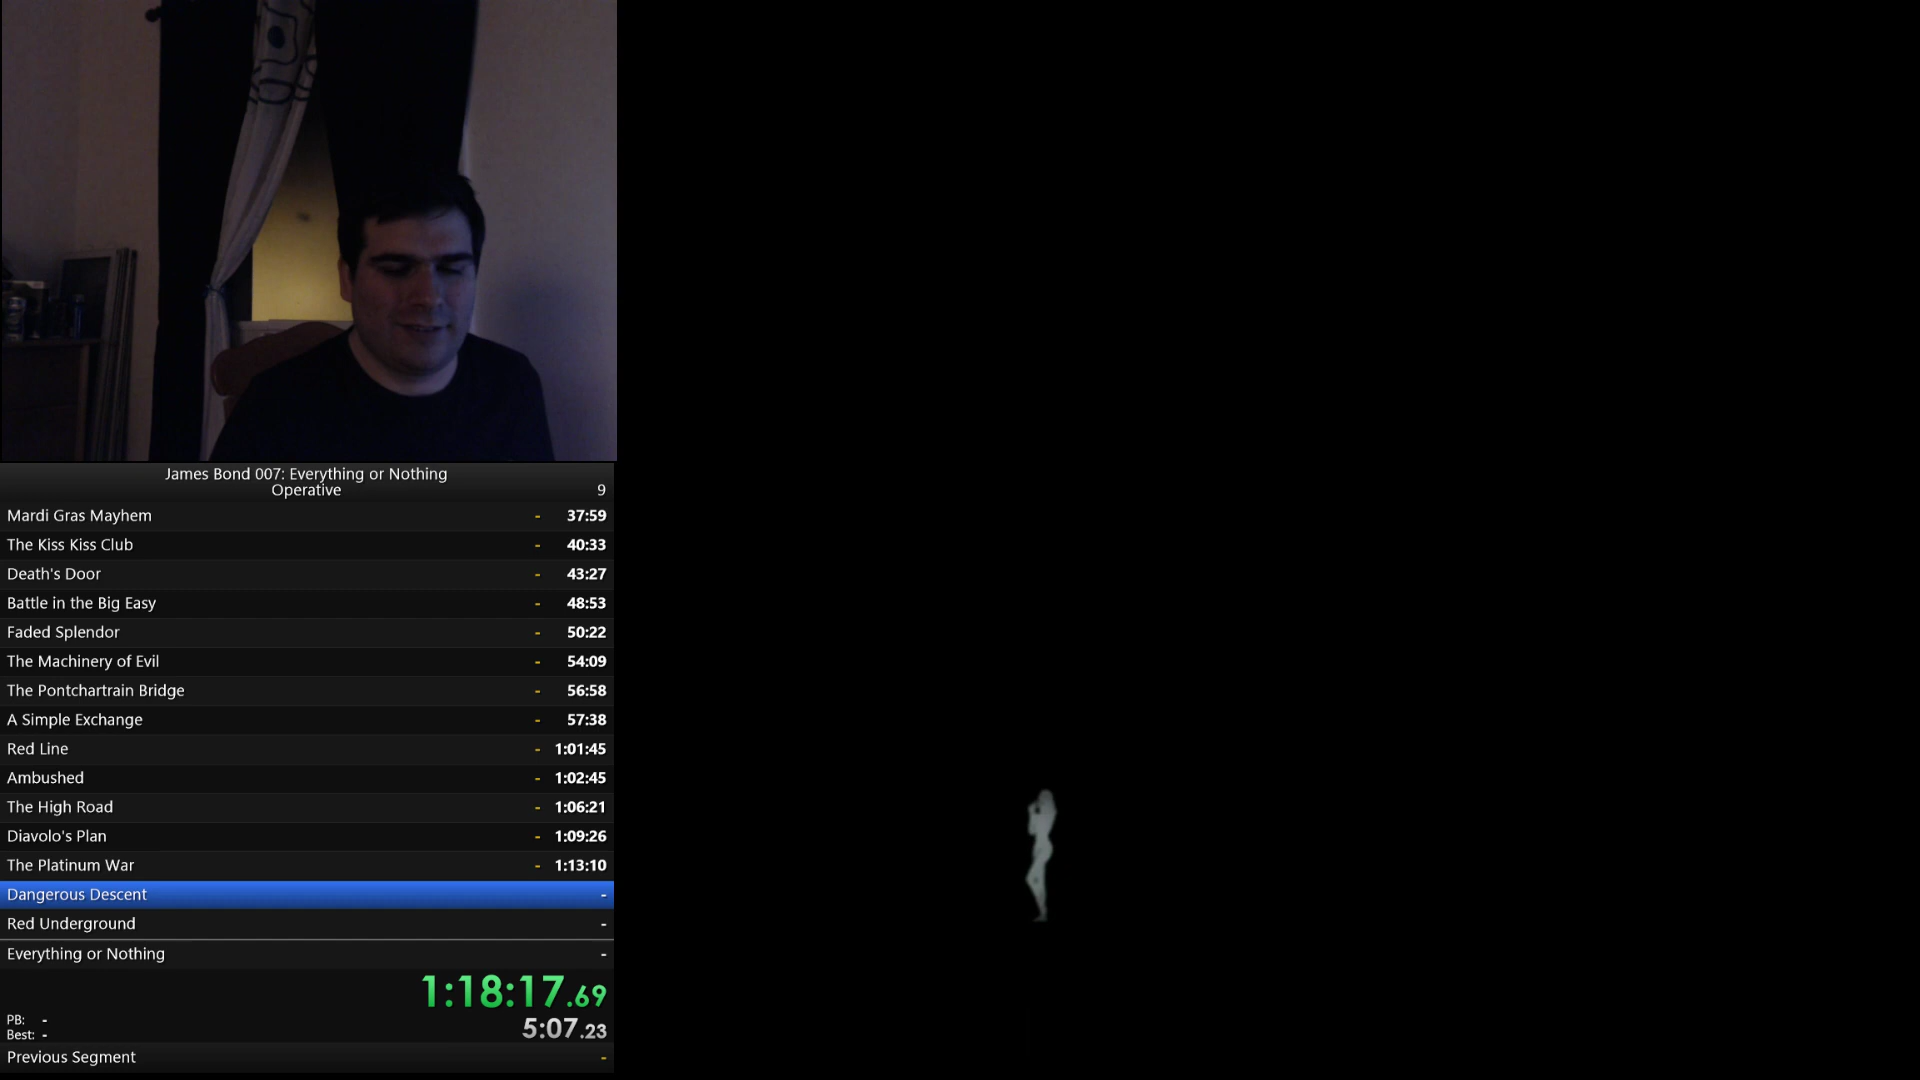 James Bond 007: Everything or Nothing
Operative 9
Mardi Gras Mayhem - 37:59
The Kiss Kiss Club - 40:33
Death's Door - 43:27
Battle in the Big Easy - 48:53
Faded Splendor - 50:22
The Machinery of Evil - 54:09
The Pontchartrain Bridge - 56:58
A Simple Exchange - 57:38
Red Line - 1:01:45
Ambushed - 1:02:45
The High Road - 1:06:21
Diavolo's Plan - 1:09:26
The Platinum War - 1:13:10
Dangerous Descent -
Red Underground -
Everything or Nothing -
1:18:17.69
PB: -
Best: -
5:07.23
Previous Segment -